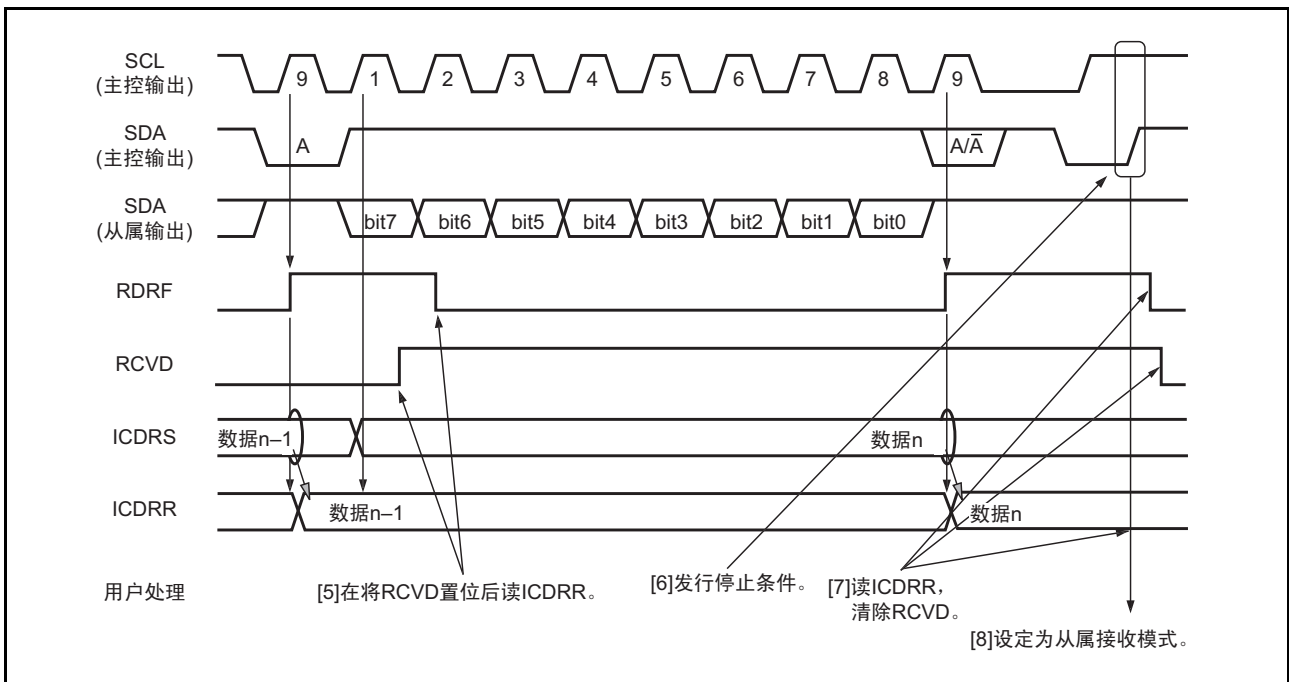 SCL
(主控输出)
9 1 2 3 4 5 6 7 8 9
SDA
(主控输出)
A A/A̅
SDA
(从属输出)
bit7 bit6 bit5 bit4 bit3 bit2 bit1 bit0
RDRF
RCVD
ICDRS
数据n–1 数据n
ICDRR
数据n–1 数据n
用户处理
[5]在将RCVD置位后读ICDRR。
[6]发行停止条件。
[7]读ICDRR，
清除RCVD。
[8]设定为从属接收模式。